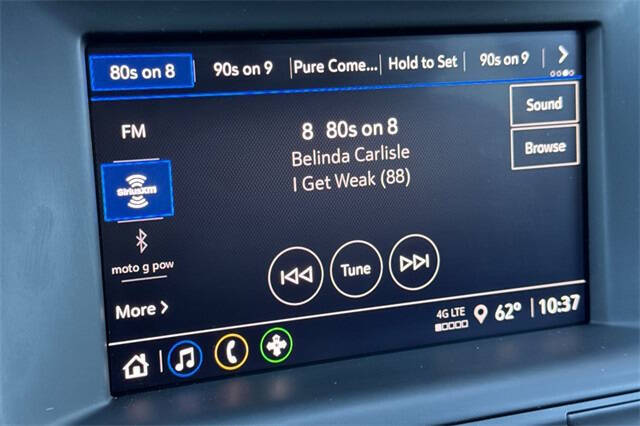 80s on 8
90s on 9
Pure Come...
Hold to Set
90s on 9
FM
8 80s on 8
Belinda Carlisle
I Get Weak (88)
Sound
Browse
SiriusXM
moto g pow
Tune
More >
4G LTE
62°
10:37